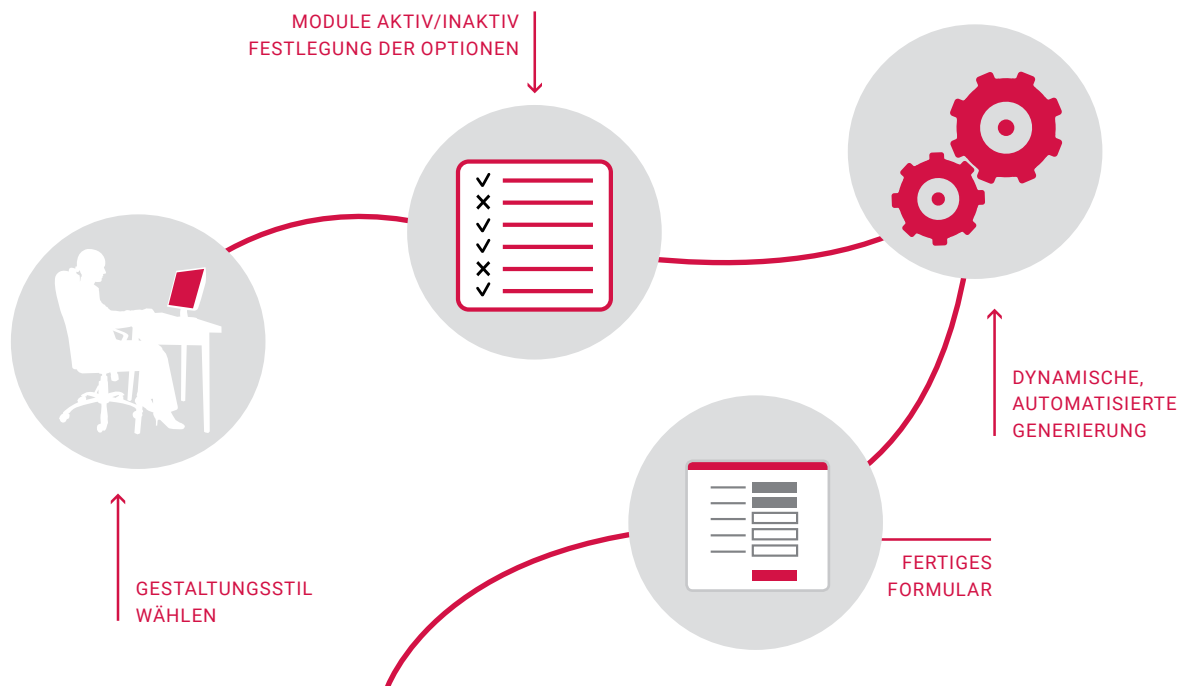 MODULE AKTIV/INAKTIV
FESTLEGUNG DER OPTIONEN
DYNAMISCHE,
AUTOMATISIERTE
GENERIERUNG
GESTALTUNGSSTIL
WÄHLEN
FERTIGES
FORMULAR